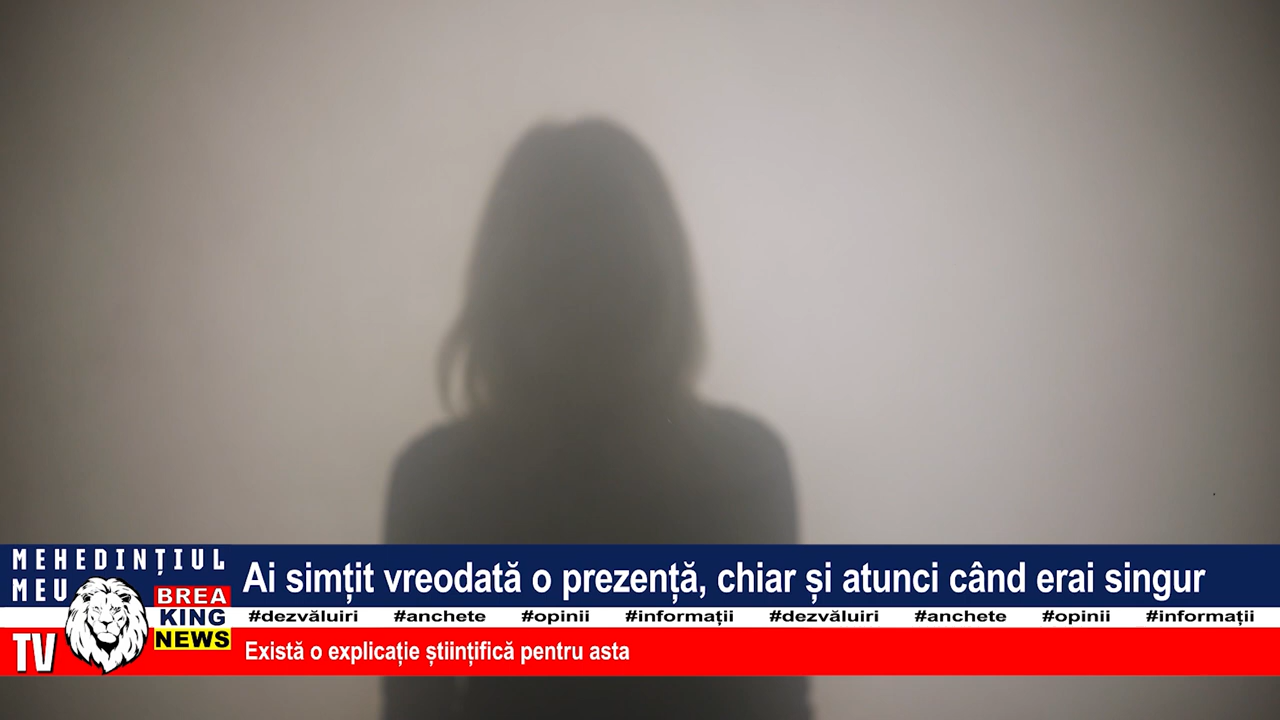 MEHEDINȚIUL
MEU
TV
BREA
KING
NEWS
Ai simțit vreodată o prezență, chiar și atunci când erai singur
#dezvăluiri #anchete #opinii #informații #dezvăluiri #anchete #opinii #informații
Există o explicație științifică pentru asta